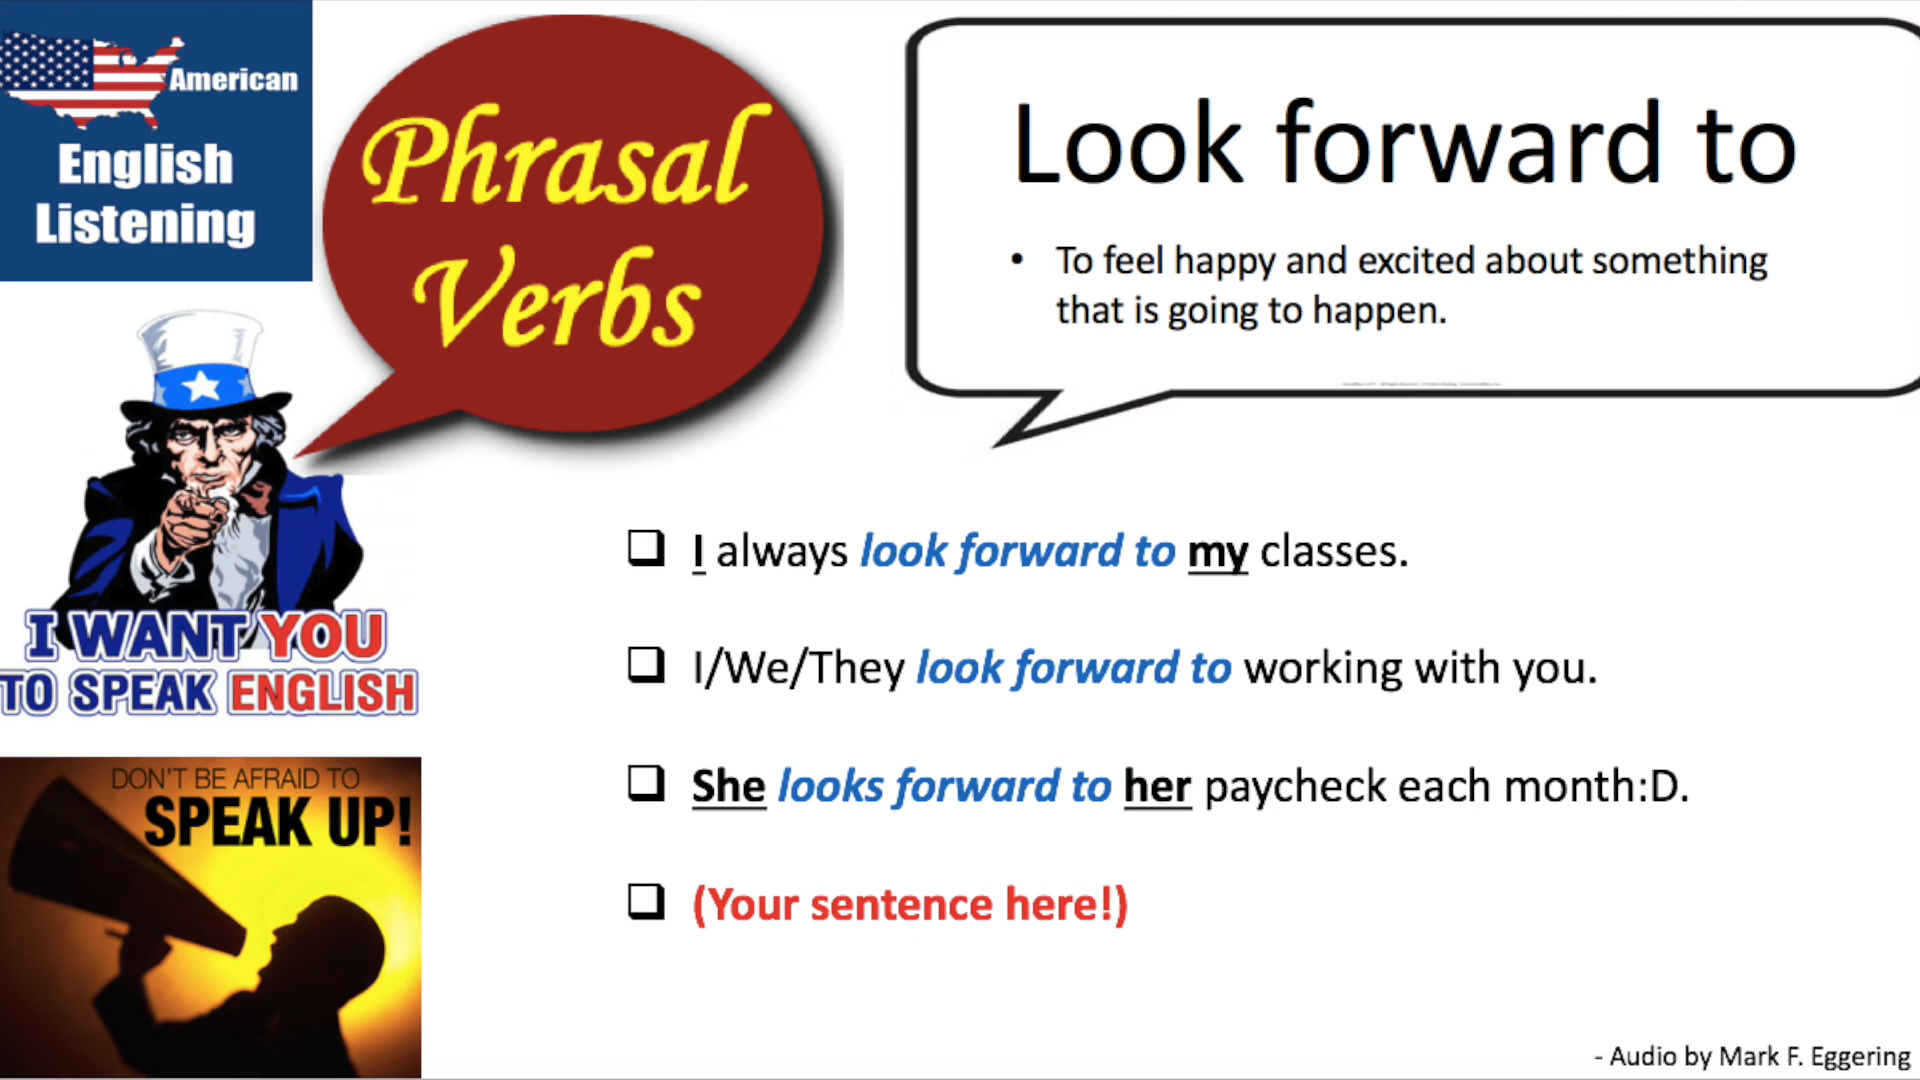 American
English
Listening
Phrasal
Verbs
Look forward to
• To feel happy and excited about something
that is going to happen.
I WANT YOU
TO SPEAK ENGLISH
DON'T BE AFRAID TO
SPEAK UP!
❑ I always look forward to my classes.
❑ I/We/They look forward to working with you.
❑ She looks forward to her paycheck each month:D.
❑ (Your sentence here!)
- Audio by Mark F. Eggering